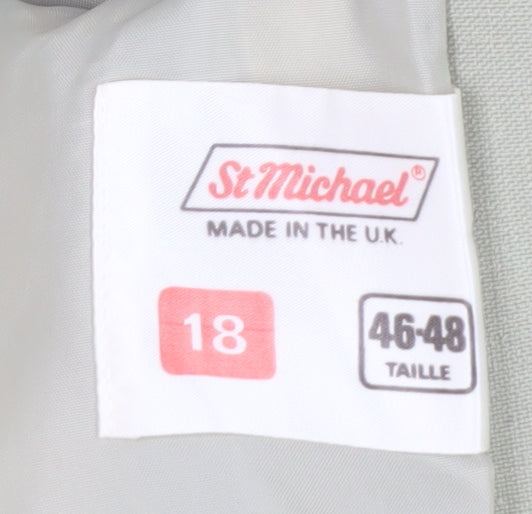 St Michael®
MADE IN THE U.K.
18
46-48
TAILLE